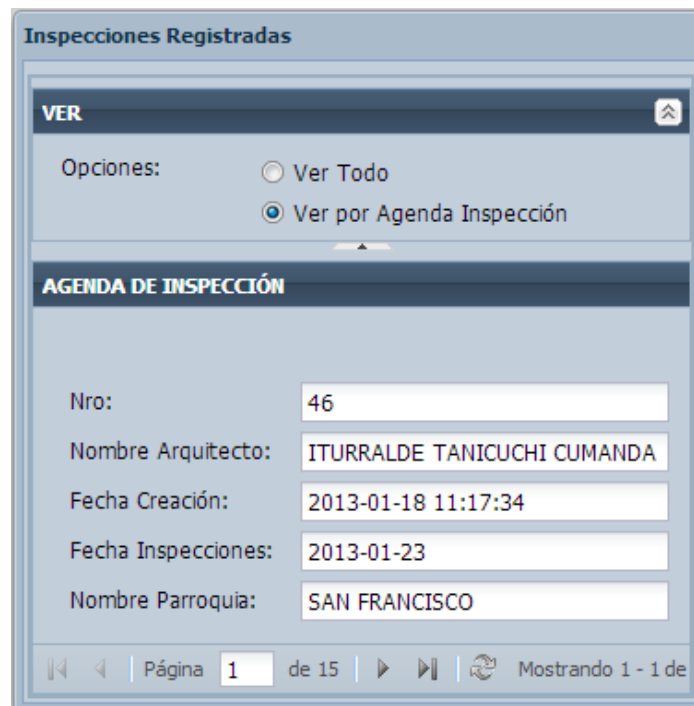 Inspecciones Registradas
VER
Opciones: Ver Todo
Ver por Agenda Inspección
AGENDA DE INSPECCIÓN
Nro: 46
Nombre Arquitecto: ITURRALDE TANICUCHI CUMANDA
Fecha Creación: 2013-01-18 11:17:34
Fecha Inspecciones: 2013-01-23
Nombre Parroquia: SAN FRANCISCO
Página 1 de 15 Mostrando 1 - 1 de